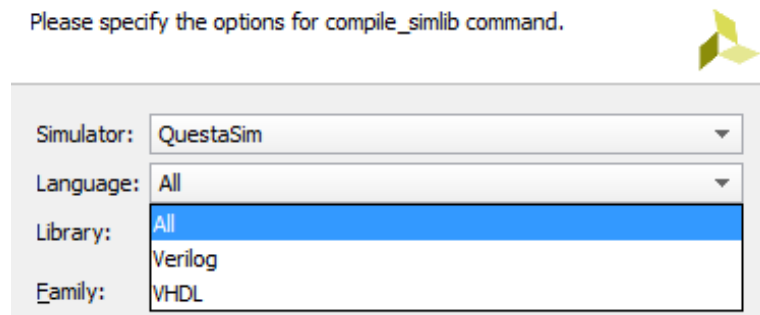 Please specify the options for compile_simlib command.
Simulator: QuestaSim
Language: All
Library: All
Verilog
Family: VHDL